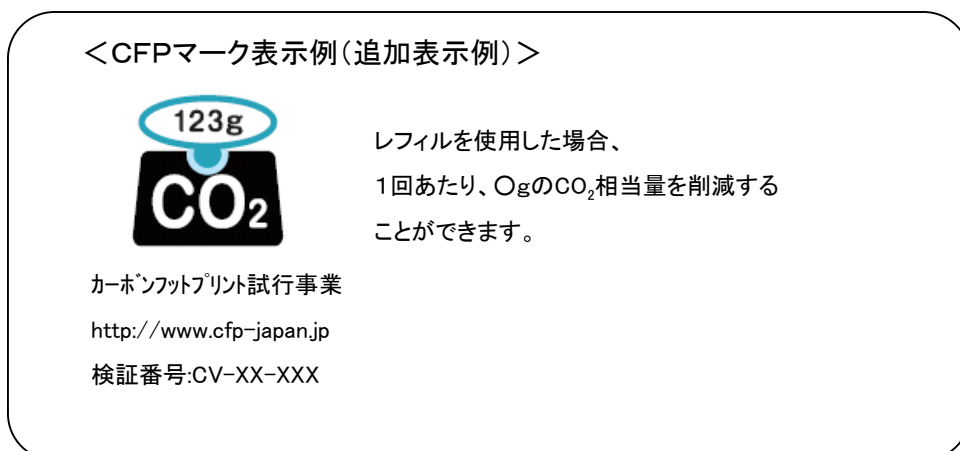 ＜CFPマーク表示例（追加表示例）＞
123g
CO₂
レフィルを使用した場合、
１回あたり、○gのCO₂相当量を削減する
ことができます。
ｶｰﾎﾞﾝﾌｯﾄﾌﾟﾘﾝﾄ試行事業
http://www.cfp-japan.jp
検証番号:CV-XX-XXX